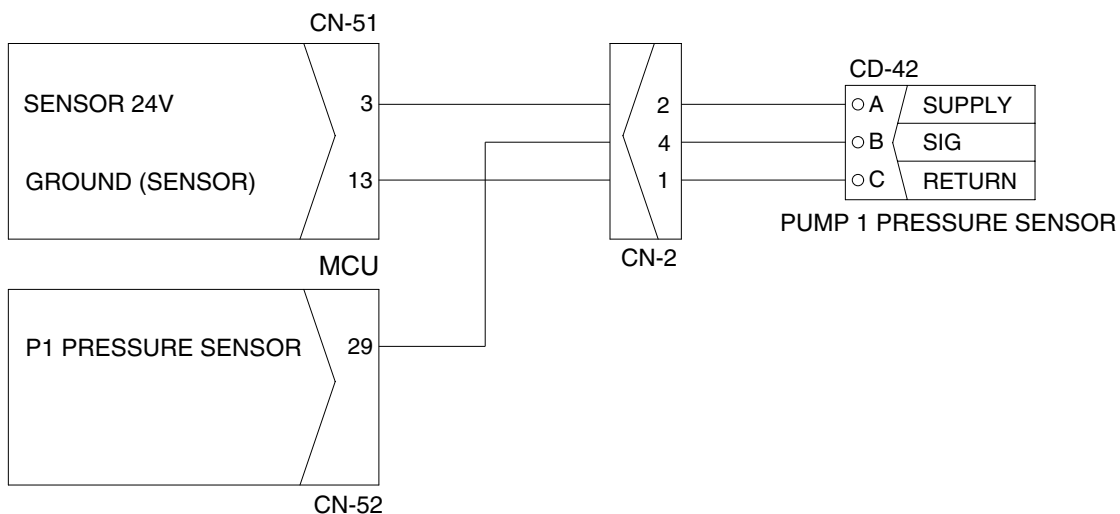 CN-51
SENSOR 24V 3
GROUND (SENSOR) 13
MCU
P1 PRESSURE SENSOR 29
CN-52
2
4
1
CN-2
CD-42
A SUPPLY
B SIG
C RETURN
PUMP 1 PRESSURE SENSOR